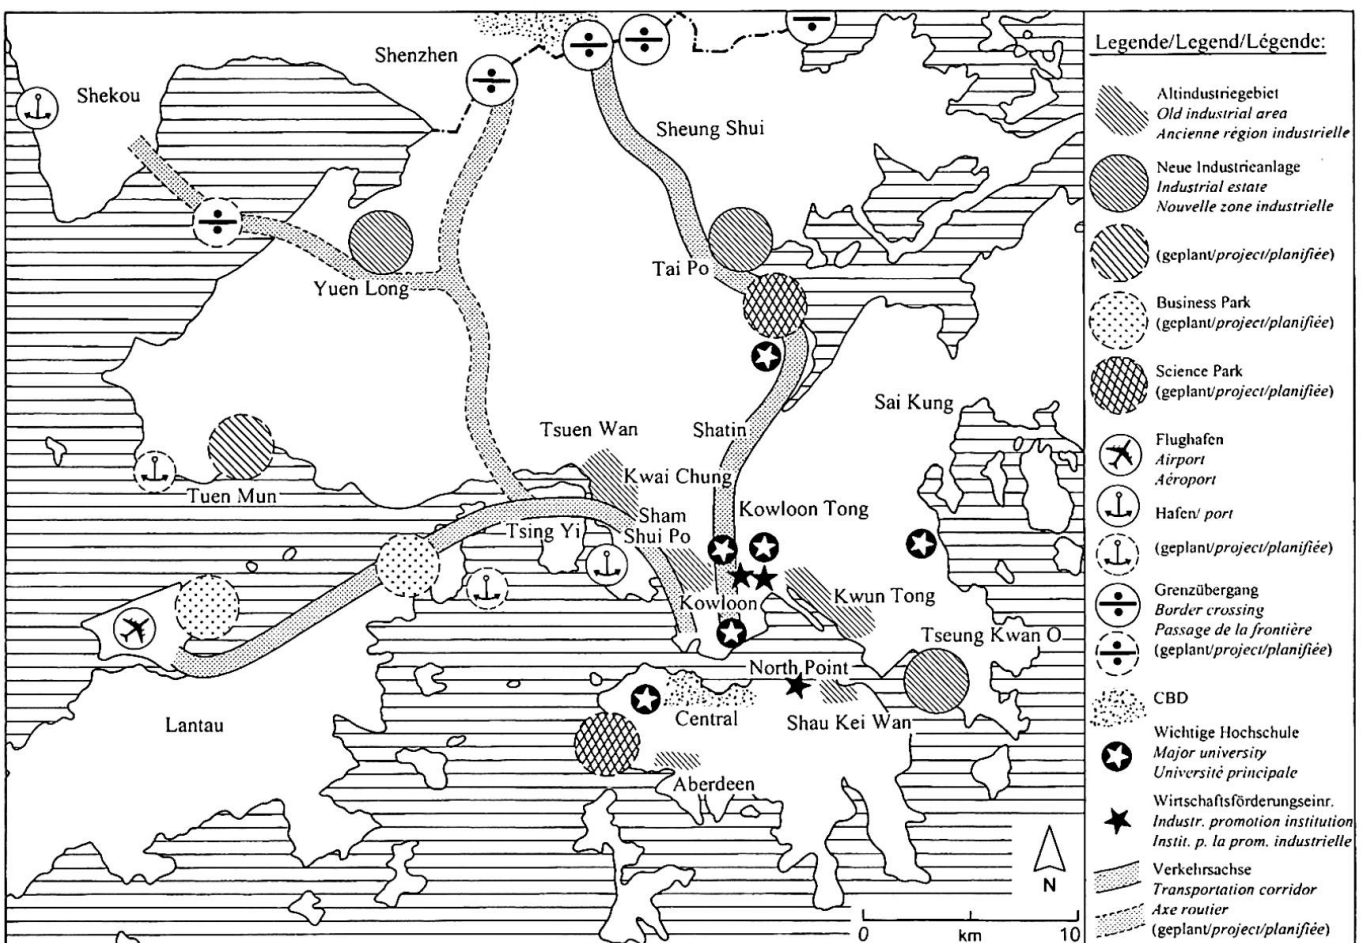 Shenzhen
Shekou
Sheung Shui
Tai Po
Yuen Long
Sai Kung
Tsuen Wan
Shatin
Kwai Chung
Tuen Mun
Kowloon Tong
Sham
Shui Po
Tsing Yi
Kwun Tong
Kowloon
Tseung Kwan O
North Point
Lantau
Central
Shau Kei Wan
Aberdeen
N
0 km 10
Legende/Legend/Légende:
Altindustriegebiet
Old industrial area
Ancienne région industrielle
Neue Industrieanlage
Industrial estate
Nouvelle zone industrielle
(geplant/project/planifiée)
Business Park
(geplant/project/planifiée)
Science Park
(geplant/project/planifiée)
Flughafen
Airport
Aéroport
Hafen/ port
(geplant/project/planifiée)
Grenzübergang
Border crossing
Passage de la frontière
(geplant/project/planifiée)
CBD
Wichtige Hochschule
Major university
Université principale
Wirtschaftsförderungseinr.
Industr. promotion institution
Instit. p. la prom. industrielle
Verkehrsachse
Transportation corridor
Axe routier
(geplant/project/planifiée)